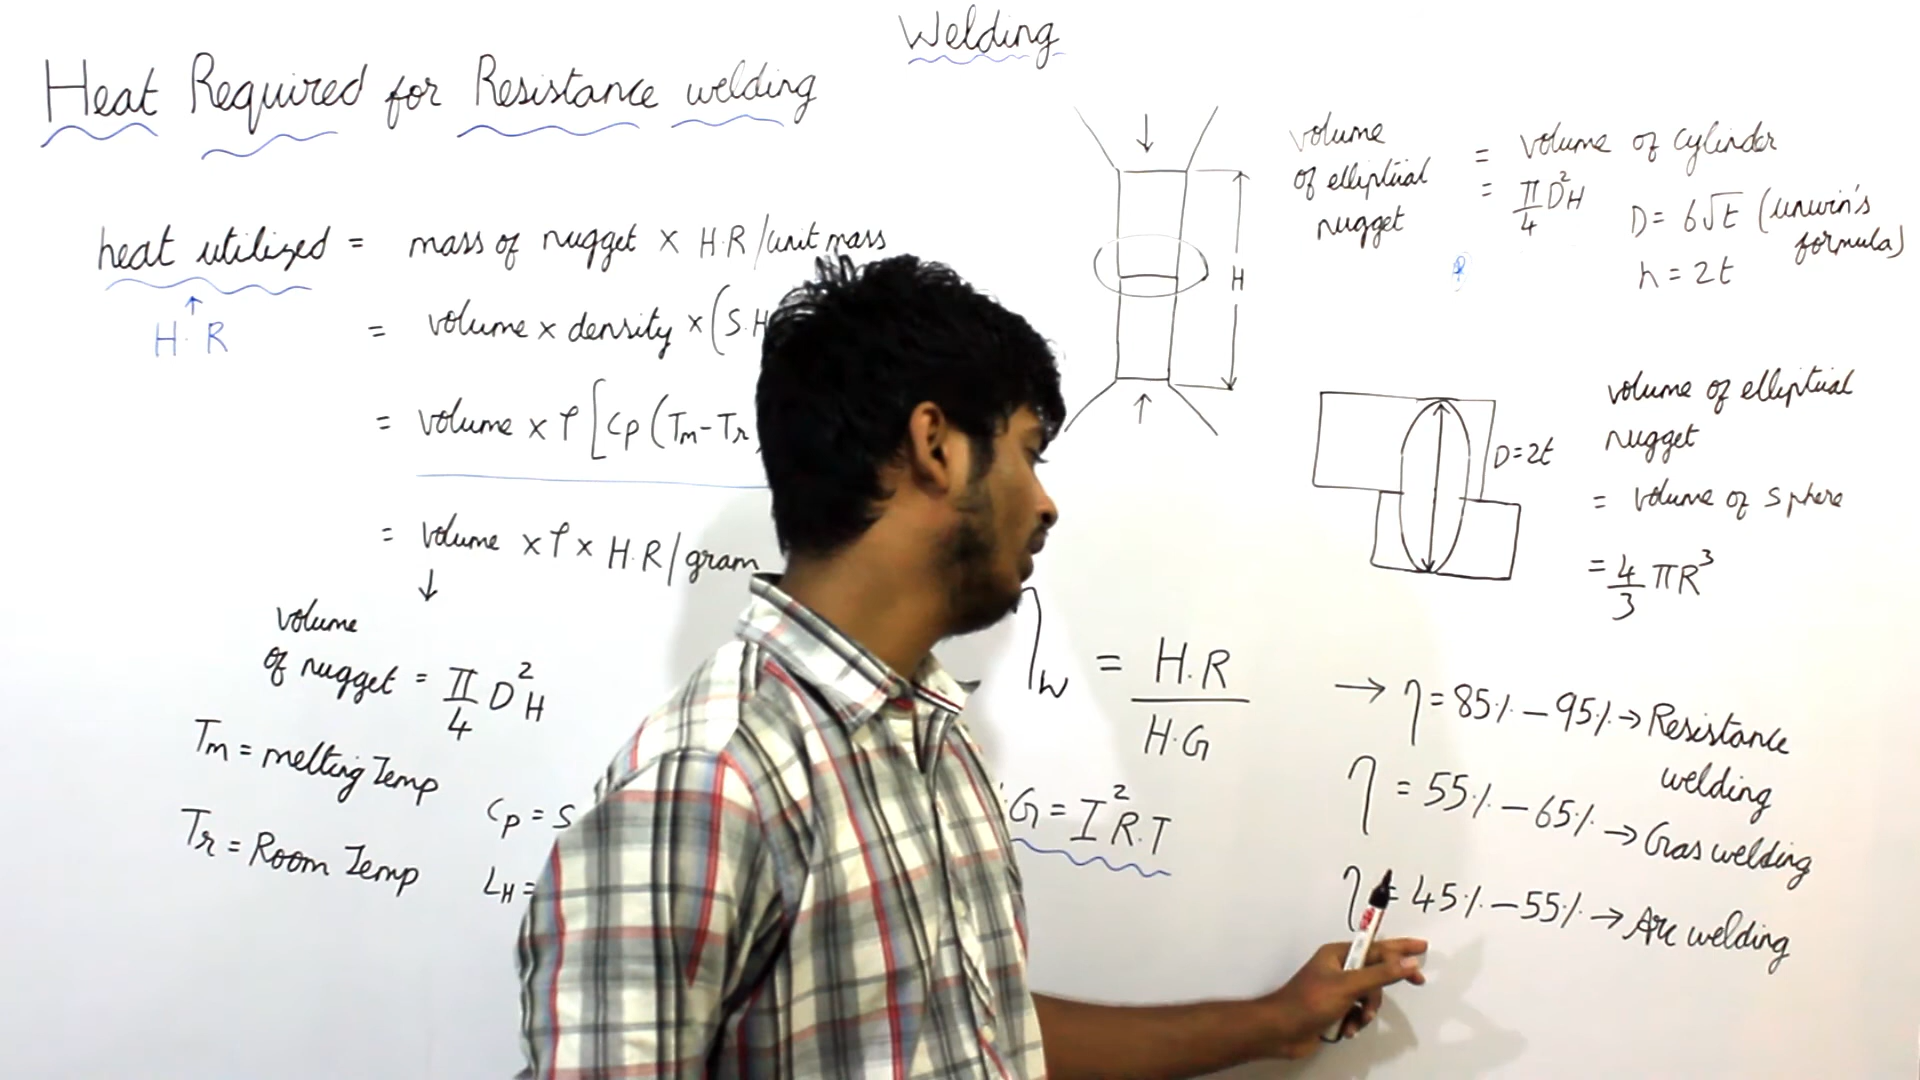 Welding
Heat Required for Resistance welding
heat utilized = mass of nugget × H.R/unit mass
H.R
= volume × density × (S.H
= volume × ρ [Cp (Tm-Tr
= volume × ρ × H.R/gram
volume
of nugget = π/4 D²H
Tm = melting Temp
Tr = Room Temp
Cp = S
LH =
H
volume
of elliptical
nugget
= volume of cylinder
= π/4 D²H
D = 6√t (unwin's
formula)
h = 2t
D=2t
volume of elliptical
nugget
= volume of sphere
= 4/3 πR³
ηw = H.R/H.G
.G = I²R.T
→ η = 85% – 95% → Resistance
welding
η = 55% – 65% → Gas welding
η = 45% – 55% → Arc welding